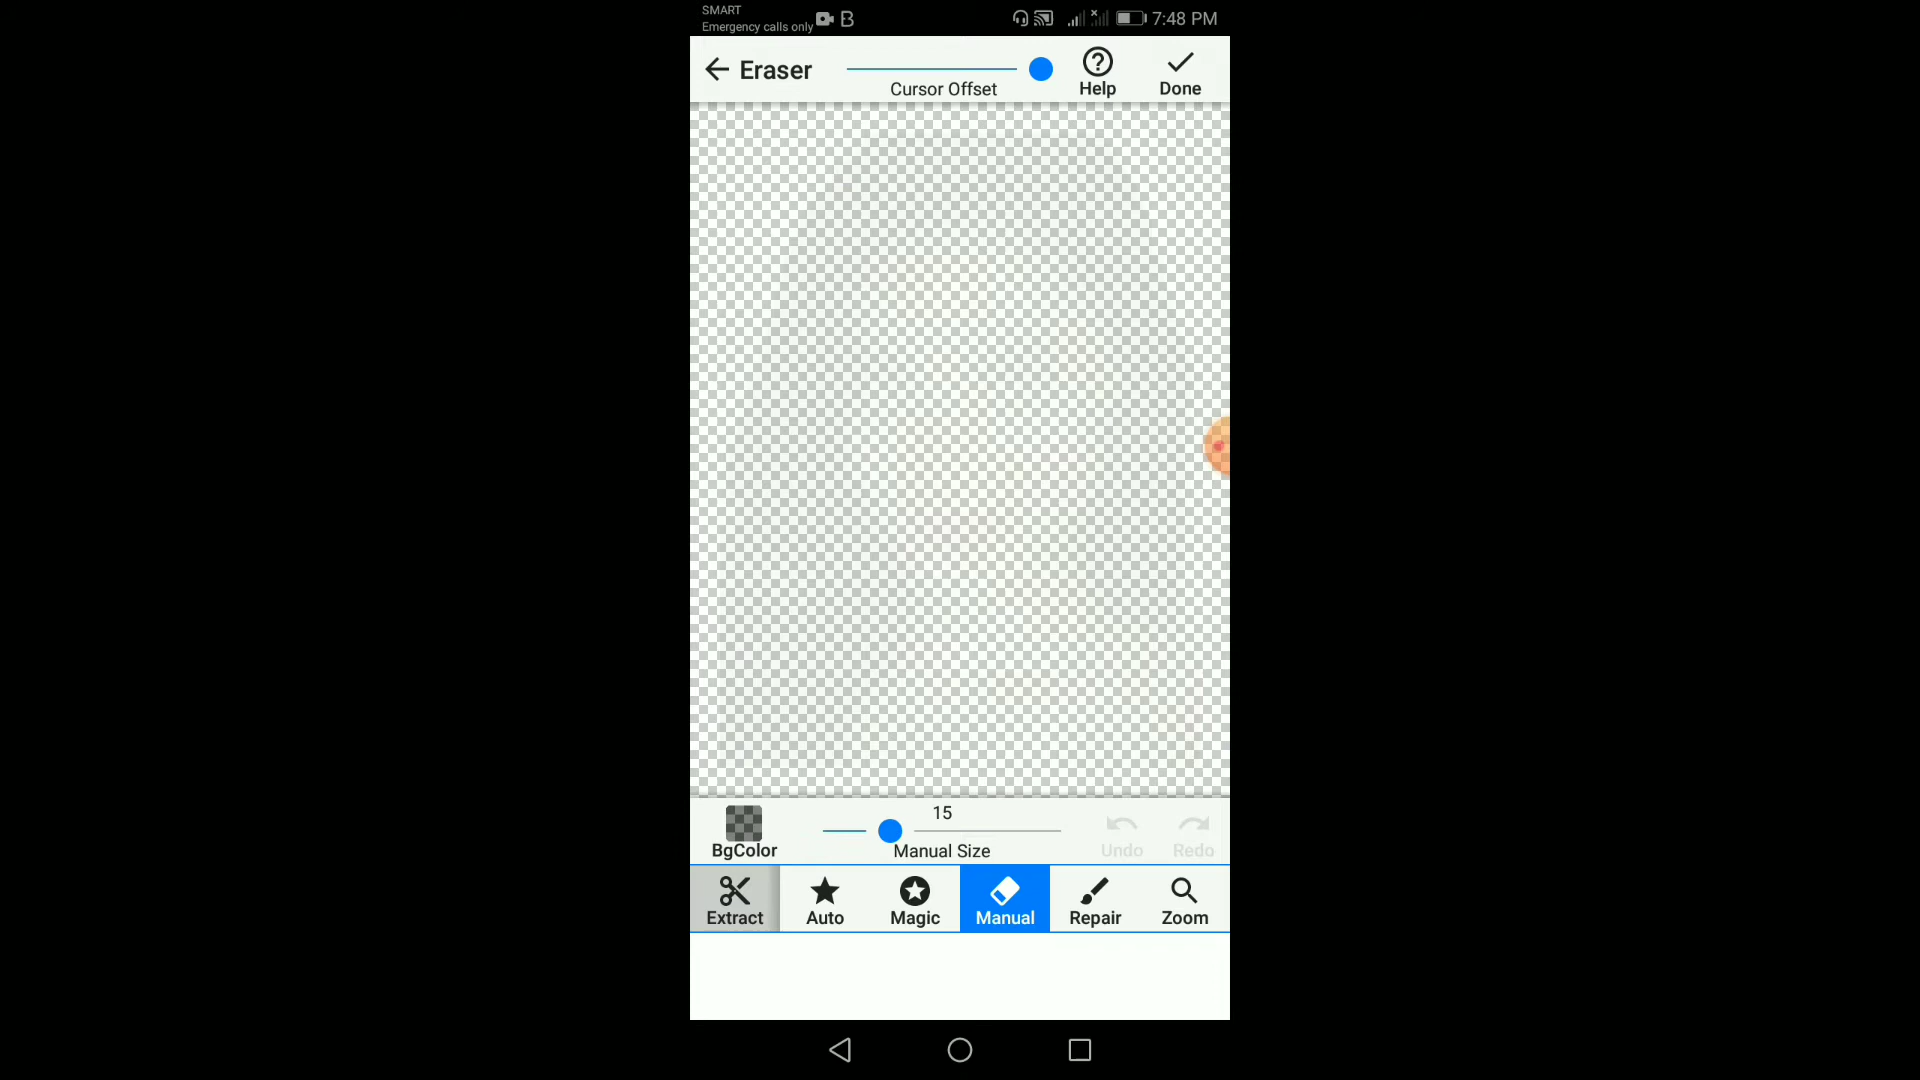 SMART
Emergency calls only
7:48 PM
Eraser
Cursor Offset
Help
Done
15
BgColor
Manual Size
Undo
Redo
Extract
Auto
Magic
Manual
Repair
Zoom